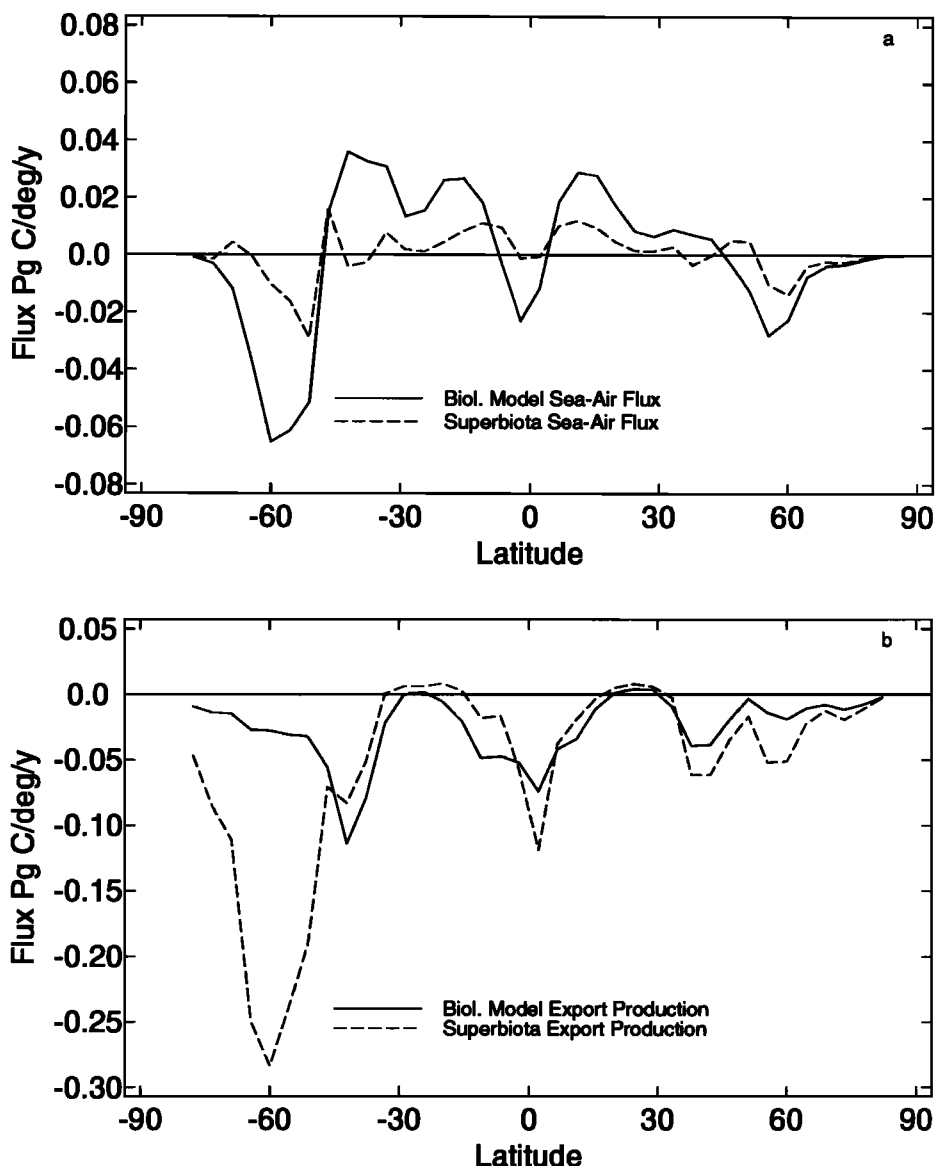 a
0.08
0.06
0.04
0.02
0.0
-0.02
-0.04
-0.06
-0.08
Flux Pg C/deg/y
Biol. Model Sea-Air Flux
Superbiota Sea-Air Flux
-90 -60 -30 0 30 60 90
Latitude
b
0.05
0.0
-0.05
-0.10
-0.15
-0.20
-0.25
-0.30
Flux Pg C/deg/y
Biol. Model Export Production
Superbiota Export Production
-90 -60 -30 0 30 60 90
Latitude